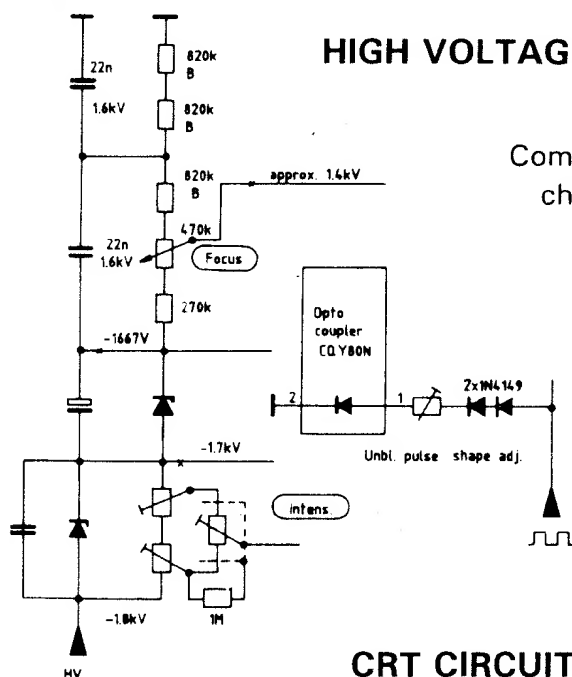 HIGH VOLTAG
22n
1.6kV
820k
B
820k
B
Com
ch
820k
B
approx. 1.4kV
470k
22n
1.6kV
Focus
270k
Opto
coupler
CQY80N
-1667V
2
1
2x1N4149
Unbl. pulse shape adj.
-1.7kV
intens.
-1.8kV
1M
HV
CRT CIRCUIT